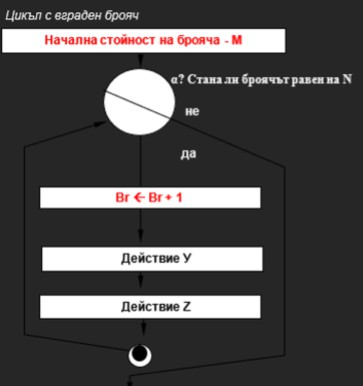 Цикъл с вграден брояч
Начална стойност на брояча - М
α? Стана ли броячът равен на N
не
да
Br ← Br + 1
Действие У
Действие Z